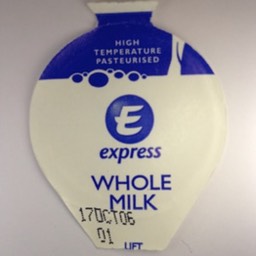 HIGH
TEMPERATURE
PASTEURISED
E
express
WHOLE
MILK
17OCT06
01
LIFT